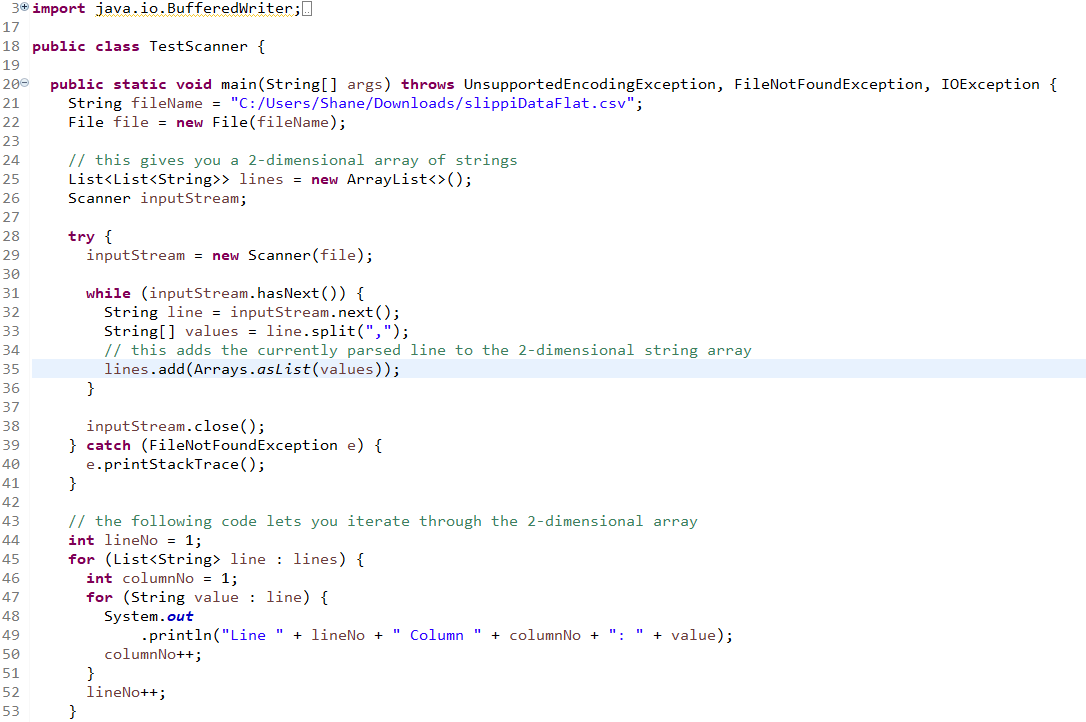 3 import java.io.BufferedWriter;
17
18 public class TestScanner {
19
20 public static void main(String[] args) throws UnsupportedEncodingException, FileNotFoundException, IOException {
21 String fileName = "C:/Users/Shane/Downloads/slippiDataFlat.csv";
22 File file = new File(fileName);
23
24 // this gives you a 2-dimensional array of strings
25 List<List<String>> lines = new ArrayList<>();
26 Scanner inputStream;
27
28 try {
29 inputStream = new Scanner(file);
30
31 while (inputStream.hasNext()) {
32 String line = inputStream.next();
33 String[] values = line.split(",");
34 // this adds the currently parsed line to the 2-dimensional string array
35 lines.add(Arrays.asList(values));
36 }
37
38 inputStream.close();
39 } catch (FileNotFoundException e) {
40 e.printStackTrace();
41 }
42
43 // the following code lets you iterate through the 2-dimensional array
44 int lineNo = 1;
45 for (List<String> line : lines) {
46 int columnNo = 1;
47 for (String value : line) {
48 System.out
49 .println("Line " + lineNo + " Column " + columnNo + ": " + value);
50 columnNo++;
51 }
52 lineNo++;
53 }